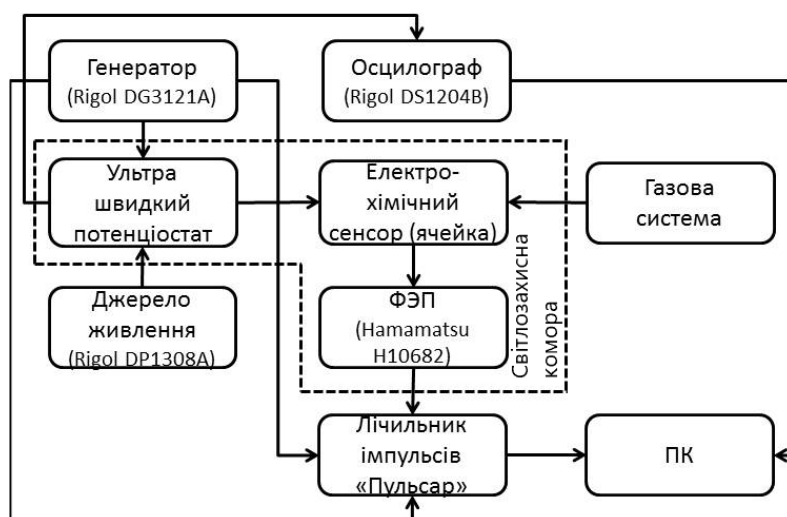 Генератор
(Rigol DG3121A)
Осцилограф
(Rigol DS1204B)
Ультра
швидкий
потенціостат
Електро-
хімічний
сенсор (ячейка)
Газова
система
Джерело
живлення
(Rigol DP1308A)
ФЭП
(Hamamatsu
H10682)
Світлозахисна
комора
Лічильник
імпульсів
«Пульсар»
ПК